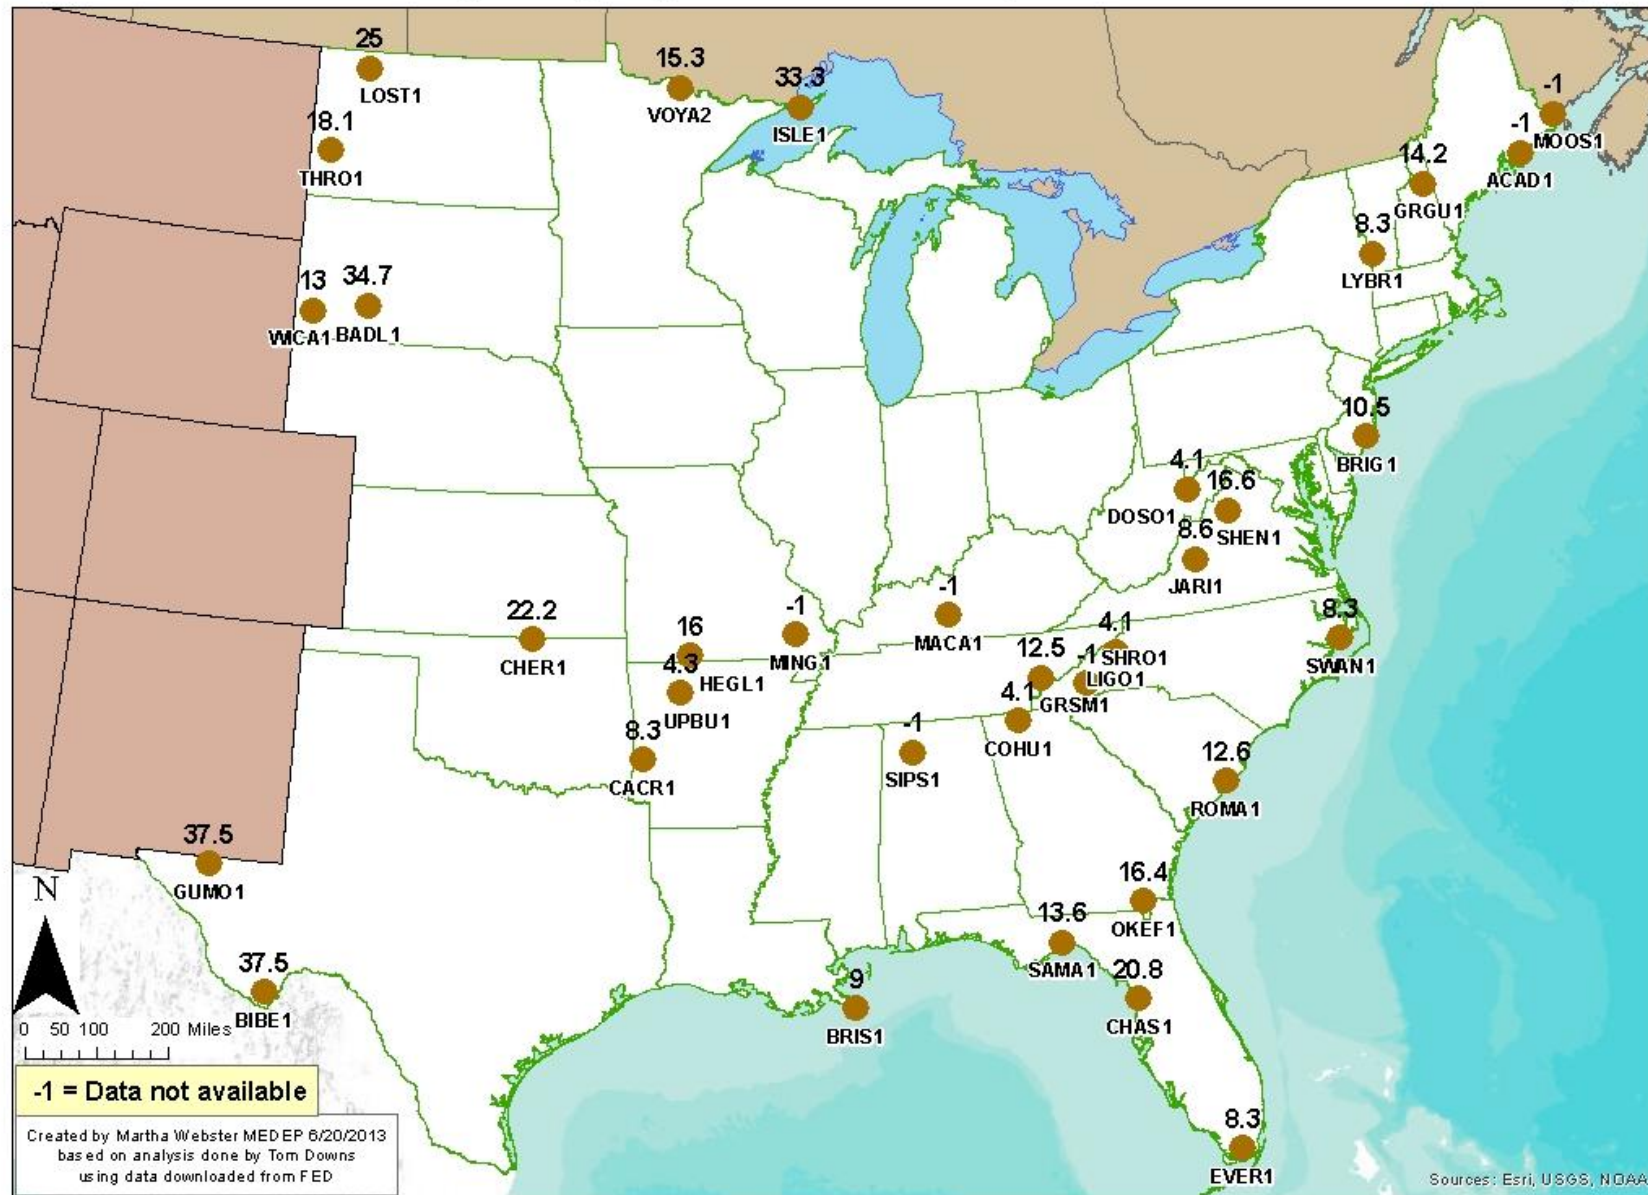 25
LOST1
15.3
VOYA2
33.3
ISLE1
-1
MOOS1
-1
ACAD1
18.1
THRO1
14.2
GRGU1
8.3
LYBR1
13
WICA1
34.7
BADL1
10.5
BRIG1
4.1
DOSO1
16.6
SHEN1
8.6
JARI1
22.2
CHER1
16
HEGL1
4.3
UPBU1
-1
MING1
-1
MACA1
4.1
SHRO1
-1
LIGO1
12.5
GRSM1
8.3
SWAN1
8.3
CACR1
-1
SIPS1
4.1
COHU1
12.6
ROMA1
37.5
GUMO1
16.4
OKEF1
13.6
SAMA1
20.8
CHAS1
37.5
BIBE1
9
BRIS1
8.3
EVER1
N
0 50 100 200 Miles
-1 = Data not available
Created by Martha Webster MEDEP 6/20/2013
based on analysis done by Tom Downs
using data downloaded from FED
Sources: Esri, USGS, NOAA